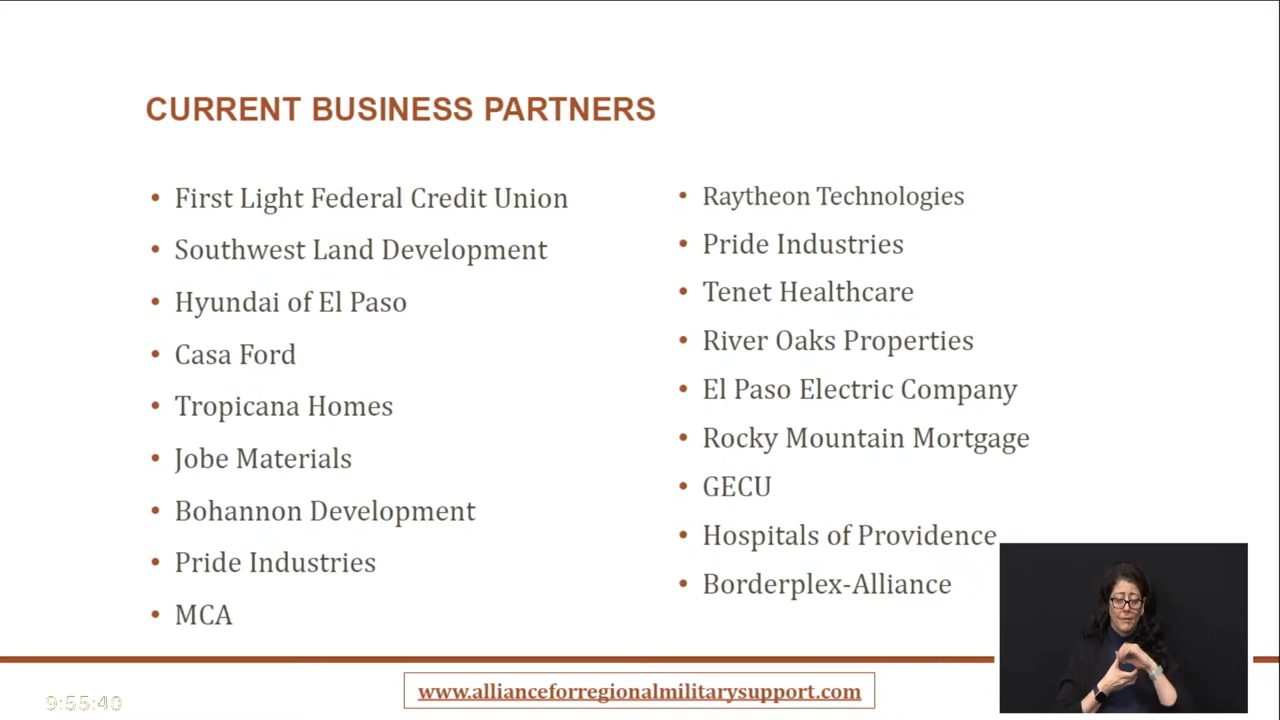 CURRENT BUSINESS PARTNERS
• First Light Federal Credit Union
• Southwest Land Development
• Hyundai of El Paso
• Casa Ford
• Tropicana Homes
• Jobe Materials
• Bohannon Development
• Pride Industries
• MCA
• Raytheon Technologies
• Pride Industries
• Tenet Healthcare
• River Oaks Properties
• El Paso Electric Company
• Rocky Mountain Mortgage
• GECU
• Hospitals of Providence
• Borderplex-Alliance
www.allianceforregionalmilitarysupport.com
9:55:40